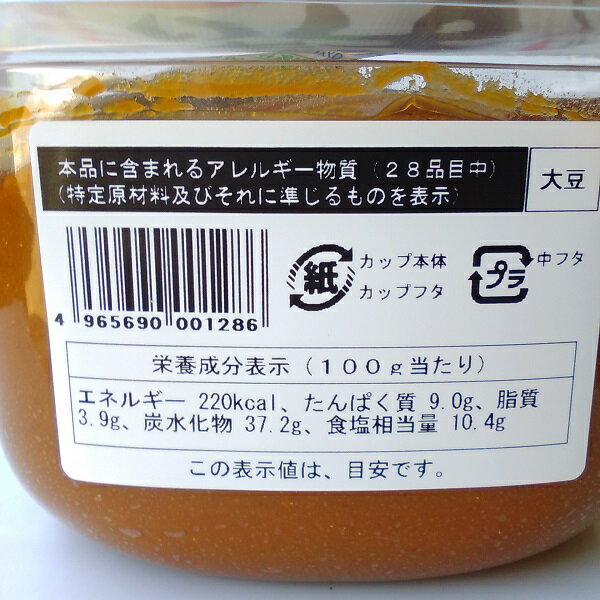 本品に含まれるアレルギー物質(28品目中)
(特定原材料及びそれに準じるものを表示)
大豆
4 965690 001286
紙
カップ本体
カップフタ
プラ
中フタ
栄養成分表示(100g当たり)
エネルギー 220kcal、たんぱく質 9.0g、脂質
3.9g、炭水化物 37.2g、食塩相当量 10.4g
この表示値は、目安です。